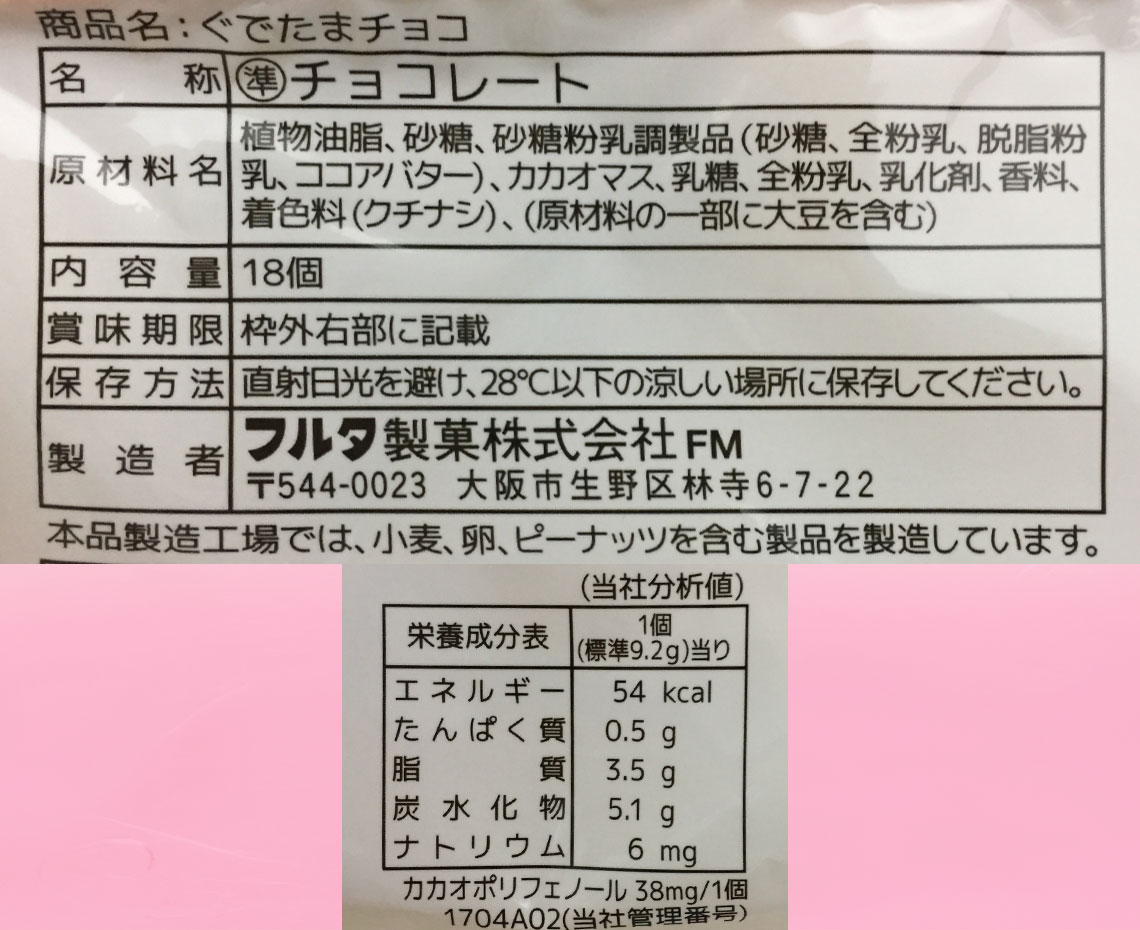 商品名：ぐでたまチョコ
名称 ㊜チョコレート
原材料名 植物油脂、砂糖、砂糖粉乳調製品（砂糖、全粉乳、脱脂粉
乳、ココアバター）、カカオマス、乳糖、全粉乳、乳化剤、香料、
着色料（クチナシ）、（原材料の一部に大豆を含む）
内容量 18個
賞味期限 枠外右部に記載
保存方法 直射日光を避け、28℃以下の涼しい場所に保存してください。
製造者 フルタ製菓株式会社 FM
〒544-0023 大阪市生野区林寺6-7-22
本品製造工場では、小麦、卵、ピーナッツを含む製品を製造しています。
(当社分析値)
栄養成分表 1個
(標準9.2g)当り
エネルギー 54 kcal
たんぱく質 0.5 g
脂質 3.5 g
炭水化物 5.1 g
ナトリウム 6 mg
カカオポリフェノール 38mg/1個
1704A02(当社管理番号)